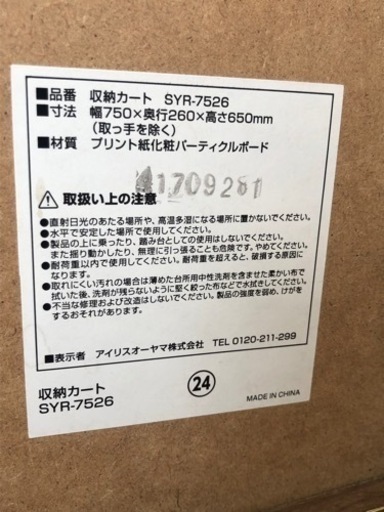 ■品番 収納カート SYR-7526
■寸法 幅750×奥行260×高さ650mm
(取っ手を除く)
■材質 プリント紙化粧パーティクルボード
41709281
⚠取扱い上の注意
●直射日光のあたる場所や、高温多湿になる場所に置かないでください。
●水平で安定した場所で使用してください。
●製品の上に乗ったり、踏み台としての使用はしないでください。
また揺り動かしたり、無理に引っ張ることも危険です。やめてください。
●耐荷重以内で使用してください。耐荷重を超えると、破損する原因に
なります。
●取れにくい汚れの場合は薄めた台所用中性洗剤を含ませた柔かい布で
拭いた後、洗剤が残らないように堅く絞った布などで水拭きしてください。
●不当な修理および改造はしないでください。製品の強度を弱め、けがを
するおそれがあります。
■表示者 アイリスオーヤマ株式会社 TEL 0120-211-299
収納カート
SYR-7526
24
MADE IN CHINA